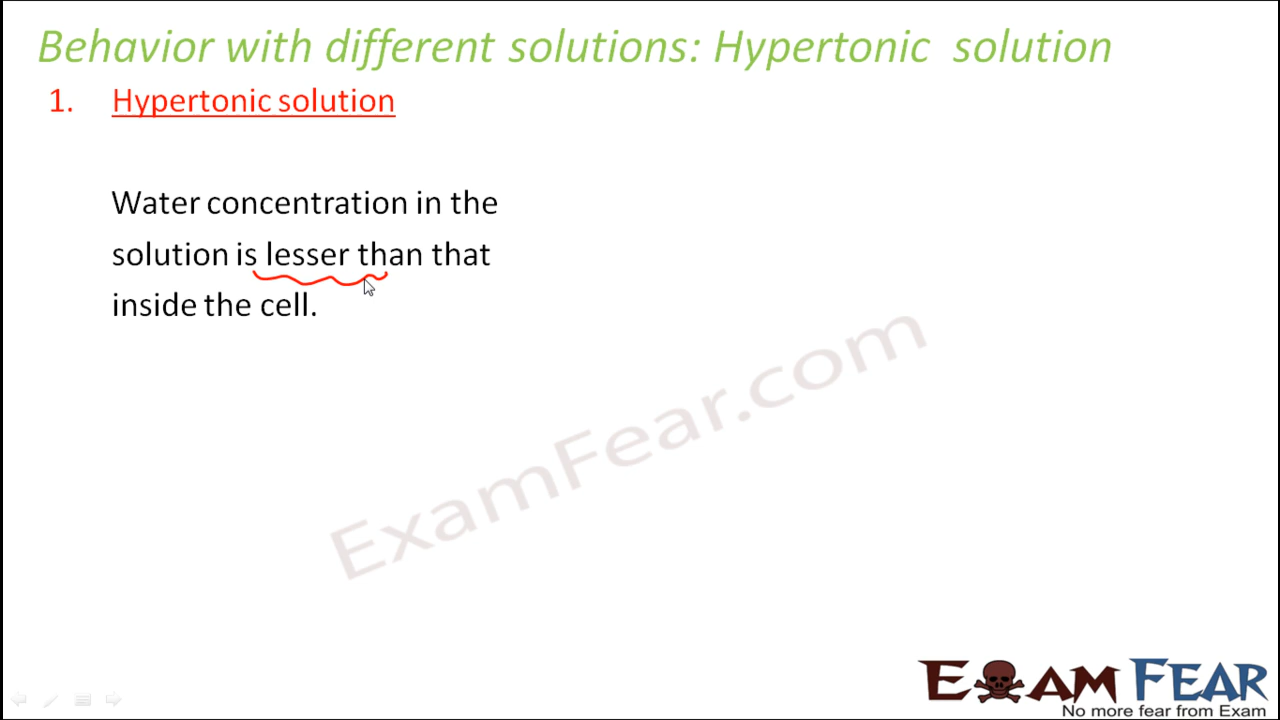 Behavior with different solutions: Hypertonic solution
1. Hypertonic solution
Water concentration in the
solution is lesser than that
inside the cell.
ExamFear.com
EXAM FEAR
No more fear from Exam